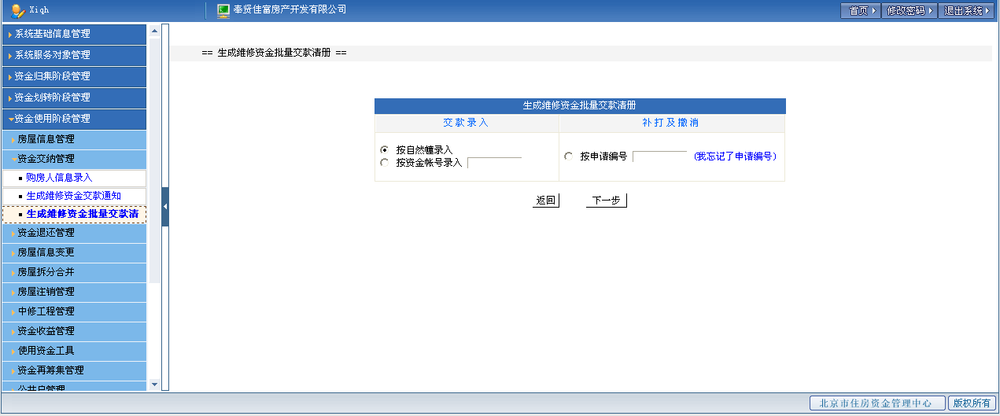 Xigh
奉贤佳富房产开发有限公司
首页 修改密码 退出系统
系统基础信息管理
系统服务对象管理
资金归集阶段管理
资金划转阶段管理
资金使用阶段管理
房屋信息管理
资金交纳管理
购房人信息录入
生成维修资金交款通知
生成维修资金批量交款清
资金退还管理
房屋信息变更
房屋拆分合并
房屋注销管理
中修工程管理
资金收益管理
使用资金工具
资金再筹集管理
公共户管理
== 生成维修资金批量交款清册 ==
生成维修资金批量交款清册
交款录入 补打及撤消
按自然幢录入
按资金帐号录入
按申请编号 (我忘记了申请编号)
返回 下一步
北京市住房资金管理中心 版权所有